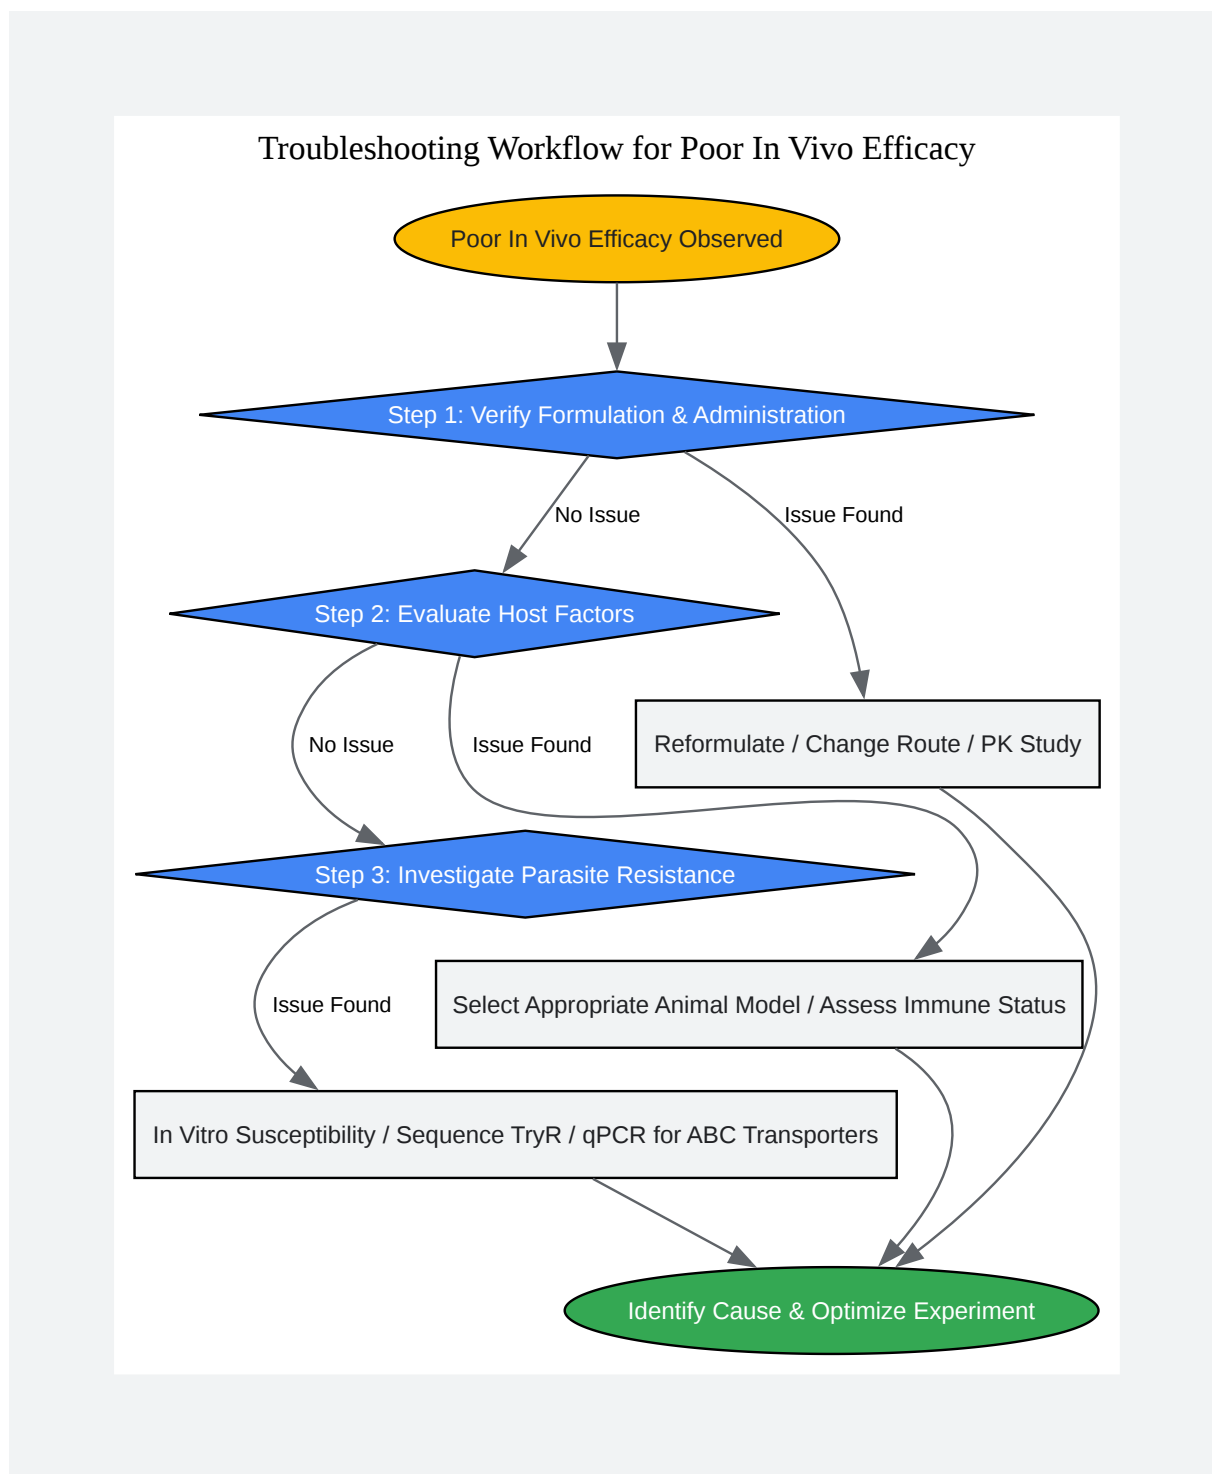 Troubleshooting Workflow for Poor In Vivo Efficacy
Poor In Vivo Efficacy Observed
Step 1: Verify Formulation & Administration
No Issue
Issue Found
Step 2: Evaluate Host Factors
No Issue
Issue Found
Reformulate / Change Route / PK Study
Step 3: Investigate Parasite Resistance
Issue Found
Select Appropriate Animal Model / Assess Immune Status
In Vitro Susceptibility / Sequence TryR / qPCR for ABC Transporters
Identify Cause & Optimize Experiment